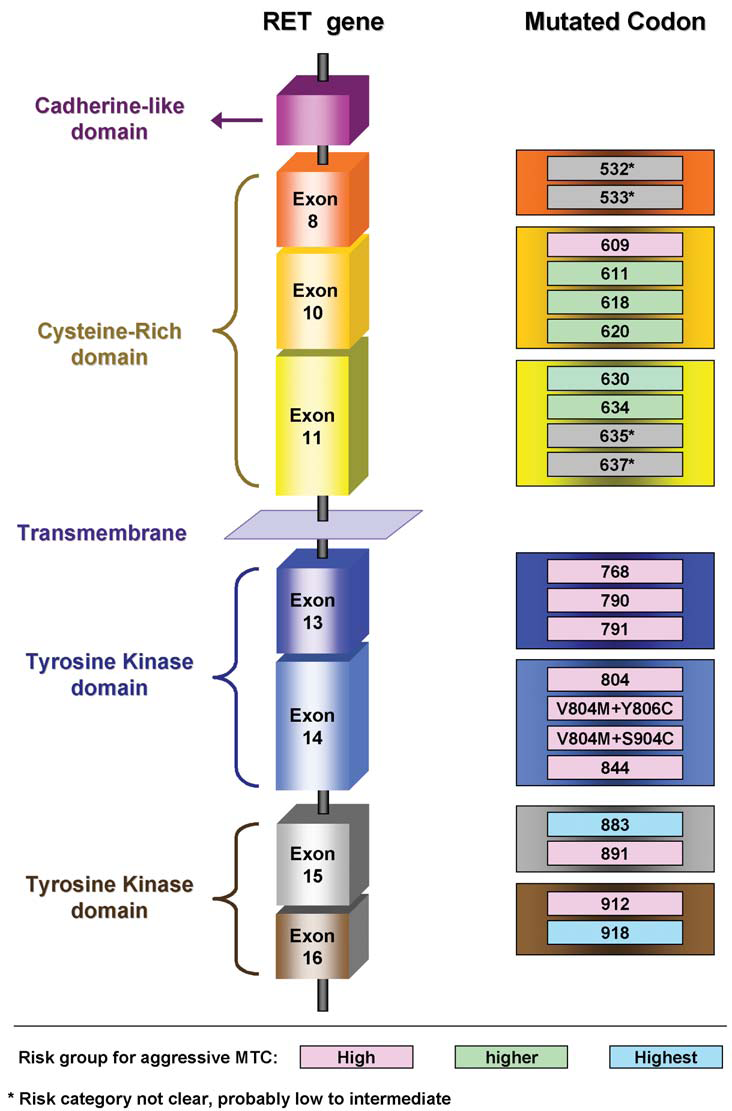 RET gene
Mutated Codon
Cadherine-like
domain
532*
533*
Exon
8
609
611
618
620
Exon
10
Cysteine-Rich
domain
630
634
635*
637*
Exon
11
Transmembrane
768
790
791
Exon
13
Tyrosine Kinase
domain
804
V804M+Y806C
V804M+S904C
844
Exon
14
883
891
Exon
15
Tyrosine Kinase
domain
912
918
Exon
16
Risk group for aggressive MTC: High higher Highest
* Risk category not clear, probably low to intermediate